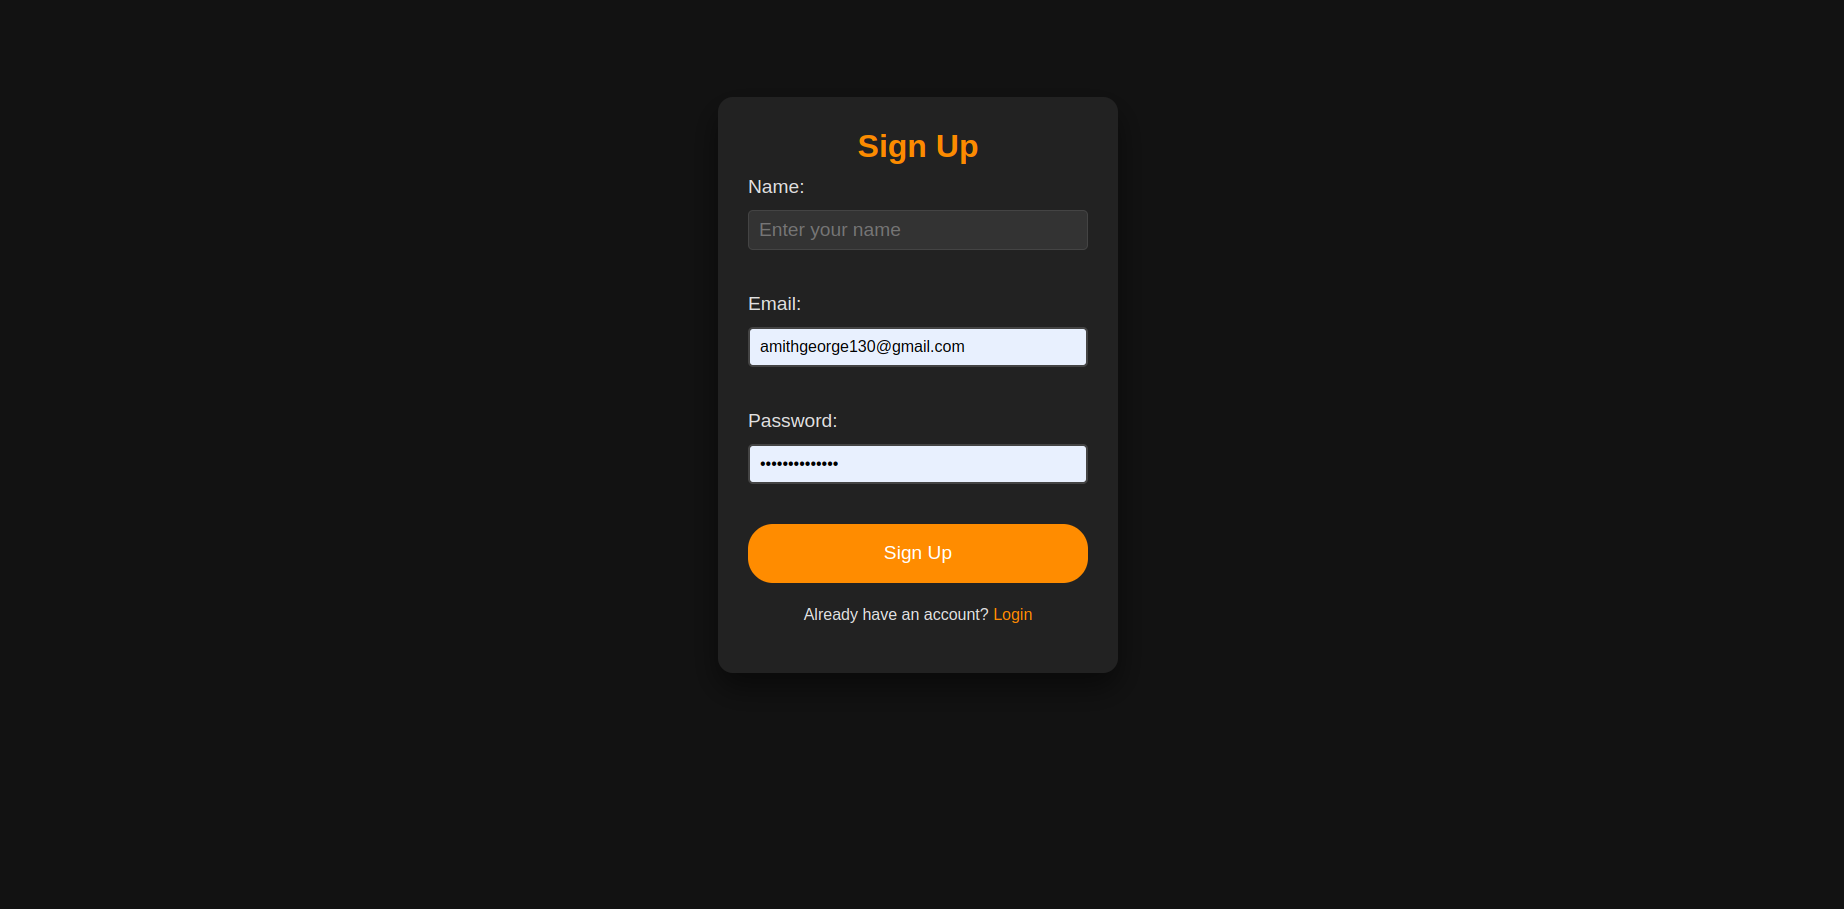 Sign Up
Name:
Enter your name
Email:
amithgeorge130@gmail.com
Password:
••••••••••••••
Sign Up
Already have an account? Login